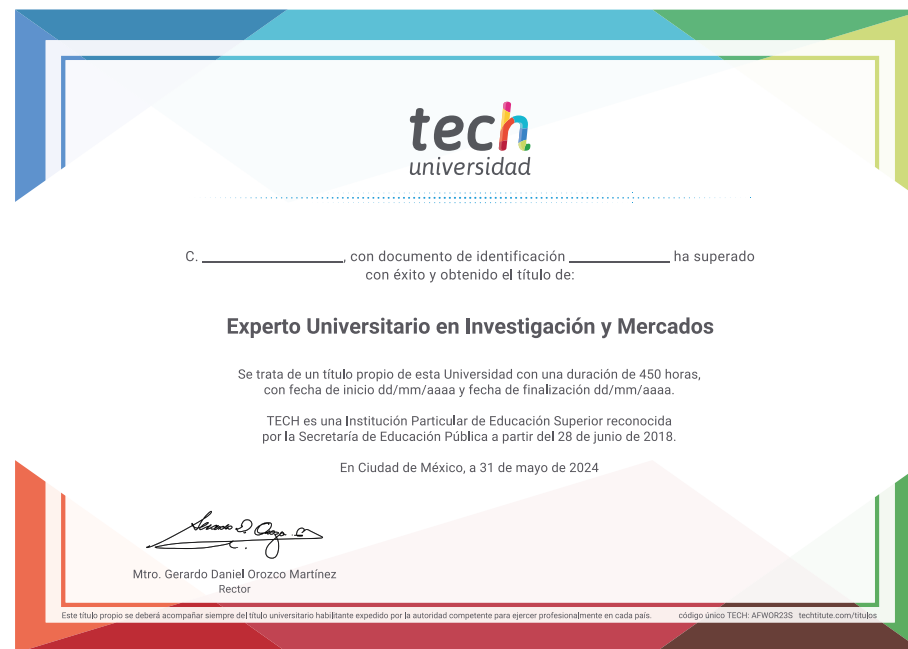 tech
universidad
C. ____________, con documento de identificación ____________ ha superado
con éxito y obtenido el título de:
Experto Universitario en Investigación y Mercados
Se trata de un título propio de esta Universidad con una duración de 450 horas,
con fecha de inicio dd/mm/aaaa y fecha de finalización dd/mm/aaaa.
TECH es una Institución Particular de Educación Superior reconocida
por la Secretaría de Educación Pública a partir del 28 de junio de 2018.
En Ciudad de México, a 31 de mayo de 2024
Mtro. Gerardo Daniel Orozco Martínez
Rector
Este título propio se deberá acompañar siempre del título universitario habilitante expedido por la autoridad competente para ejercer profesionalmente en cada país. código único TECH: AFWOR23S techtitute.com/titulos